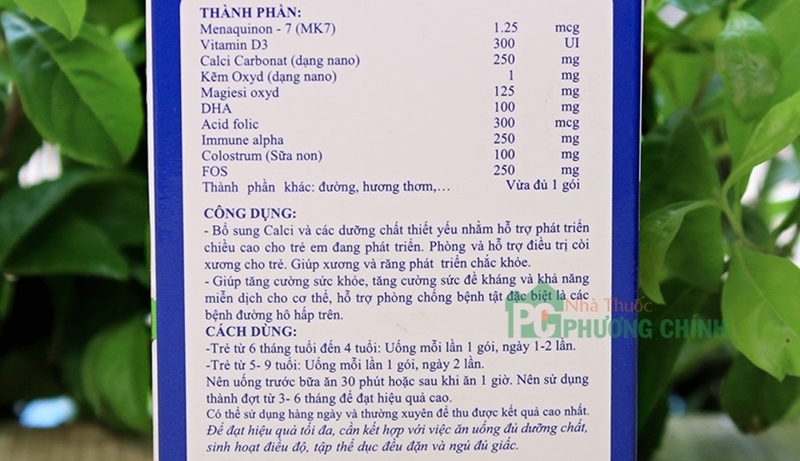 THÀNH PHẦN:
Menaquinon - 7 (MK7) 1.25 mcg
Vitamin D3 300 UI
Calci Carbonat (dạng nano) 250 mg
Kẽm Oxyd (dạng nano) 1 mg
Magiesi oxyd 125 mg
DHA 100 mg
Acid folic 300 mcg
Immune alpha 250 mg
Colostrum (Sữa non) 100 mg
FOS 250 mg
Thành phần khác: đường, hương thơm,... Vừa đủ 1 gói
CÔNG DỤNG:
- Bổ sung Calci và các dưỡng chất thiết yếu nhằm hỗ trợ phát triển
chiều cao cho trẻ em đang phát triển. Phòng và hỗ trợ điều trị còi
xương cho trẻ. Giúp xương và răng phát triển chắc khỏe.
- Giúp tăng cường sức khỏe, tăng cường sức đề kháng và khả năng
miễn dịch cho cơ thể, hỗ trợ phòng chống bệnh tật đặc biệt là các
bệnh đường hô hấp trên.
Nhà Thuốc
PC PHƯƠNG CHÍNH
CÁCH DÙNG:
-Trẻ từ 6 tháng tuổi đến 4 tuổi: Uống mỗi lần 1 gói, ngày 1-2 lần.
-Trẻ từ 5- 9 tuổi: Uống mỗi lần 1 gói, ngày 2 lần.
Nên uống trước bữa ăn 30 phút hoặc sau khi ăn 1 giờ. Nên sử dụng
thành đợt từ 3- 6 tháng để đạt hiệu quả cao.
Có thể sử dụng hàng ngày và thường xuyên để thu được kết quả cao nhất.
Để đạt hiệu quả tối đa, cần kết hợp với việc ăn uống đủ dưỡng chất,
sinh hoạt điều độ, tập thể dục đều đặn và ngủ đủ giấc.